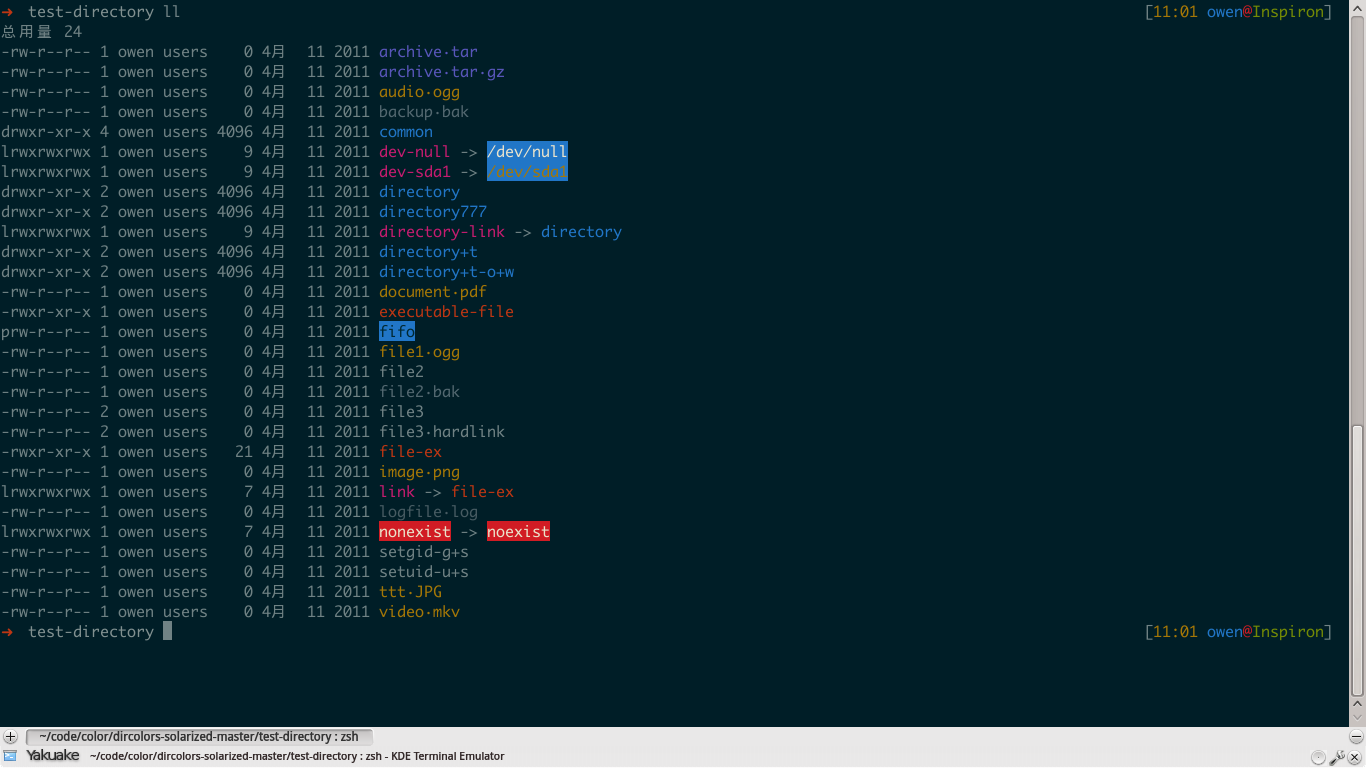 ➜  test-directory ll [11:01 owen@Inspiron]
总用量 24
-rw-r--r-- 1 owen users    0 4月  11 2011 archive.tar
-rw-r--r-- 1 owen users    0 4月  11 2011 archive.tar.gz
-rw-r--r-- 1 owen users    0 4月  11 2011 audio.ogg
-rw-r--r-- 1 owen users    0 4月  11 2011 backup.bak
drwxr-xr-x 4 owen users 4096 4月  11 2011 common
lrwxrwxrwx 1 owen users    9 4月  11 2011 dev-null -> /dev/null
lrwxrwxrwx 1 owen users    9 4月  11 2011 dev-sda1 -> /dev/sda1
drwxr-xr-x 2 owen users 4096 4月  11 2011 directory
drwxr-xr-x 2 owen users 4096 4月  11 2011 directory777
lrwxrwxrwx 1 owen users    9 4月  11 2011 directory-link -> directory
drwxr-xr-x 2 owen users 4096 4月  11 2011 directory+t
drwxr-xr-x 2 owen users 4096 4月  11 2011 directory+t-o+w
-rw-r--r-- 1 owen users    0 4月  11 2011 document.pdf
-rwxr-xr-x 1 owen users    0 4月  11 2011 executable-file
prw-r--r-- 1 owen users    0 4月  11 2011 fifo
-rw-r--r-- 1 owen users    0 4月  11 2011 file1.ogg
-rw-r--r-- 1 owen users    0 4月  11 2011 file2
-rw-r--r-- 1 owen users    0 4月  11 2011 file2.bak
-rw-r--r-- 2 owen users    0 4月  11 2011 file3
-rw-r--r-- 2 owen users    0 4月  11 2011 file3.hardlink
-rwxr-xr-x 1 owen users   21 4月  11 2011 file-ex
-rw-r--r-- 1 owen users    0 4月  11 2011 image.png
lrwxrwxrwx 1 owen users    7 4月  11 2011 link -> file-ex
-rw-r--r-- 1 owen users    0 4月  11 2011 logfile.log
lrwxrwxrwx 1 owen users    7 4月  11 2011 nonexist -> noexist
-rw-r--r-- 1 owen users    0 4月  11 2011 setgid-g+s
-rw-r--r-- 1 owen users    0 4月  11 2011 setuid-u+s
-rw-r--r-- 1 owen users    0 4月  11 2011 ttt.JPG
-rw-r--r-- 1 owen users    0 4月  11 2011 video.mkv
➜  test-directory [11:01 owen@Inspiron]
~/code/color/dircolors-solarized-master/test-directory : zsh
Yakuake ~/code/color/dircolors-solarized-master/test-directory : zsh - KDE Terminal Emulator